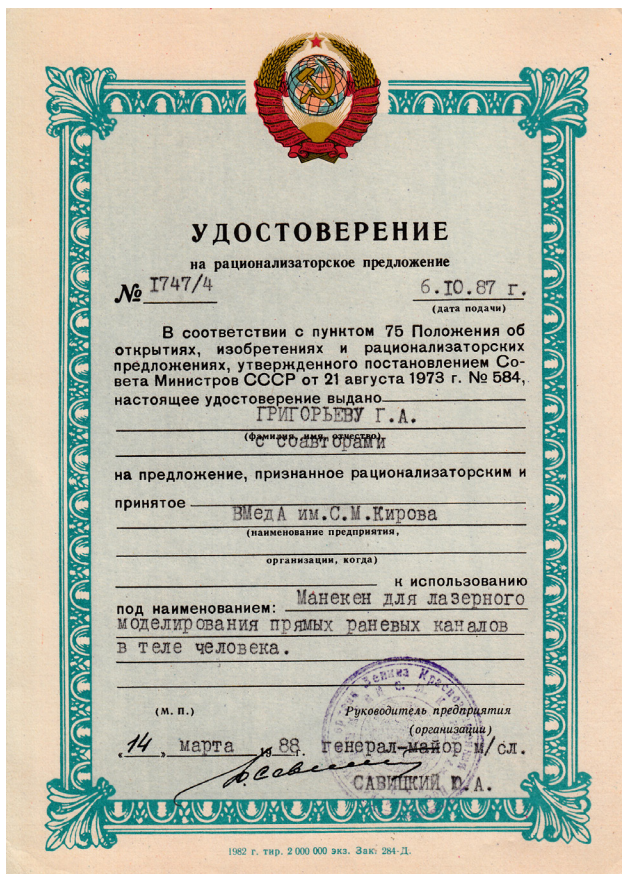 УДОСТОВЕРЕНИЕ
на рационализаторское предложение
№ 1747/4 6.10.87 г.
(дата подачи)
В соответствии с пунктом 75 Положения об
открытиях, изобретениях и рационализаторских
предложениях, утвержденного постановлением Со-
вета Министров СССР от 21 августа 1973 г. № 584,
настоящее удостоверение выдано
ГРИГОРЬЕВУ Г.А.
(фамилия, имя, отчество)
с соавторами
на предложение, признанное рационализаторским и
принятое
ВМедА им.С.М.Кирова
(наименование предприятия,
организации, когда)
к использованию
под наименованием: Манекен для лазерного
моделирования прямых раневых каналов
в теле человека.
(М. П.) Руководитель предприятия
(организации)
„14„ марта 1988г. генерал-майор м/сл.
САВИЦКИЙ Ю.А.
1982 г. тир. 2 000 000 экз. Зак. 284-Д.